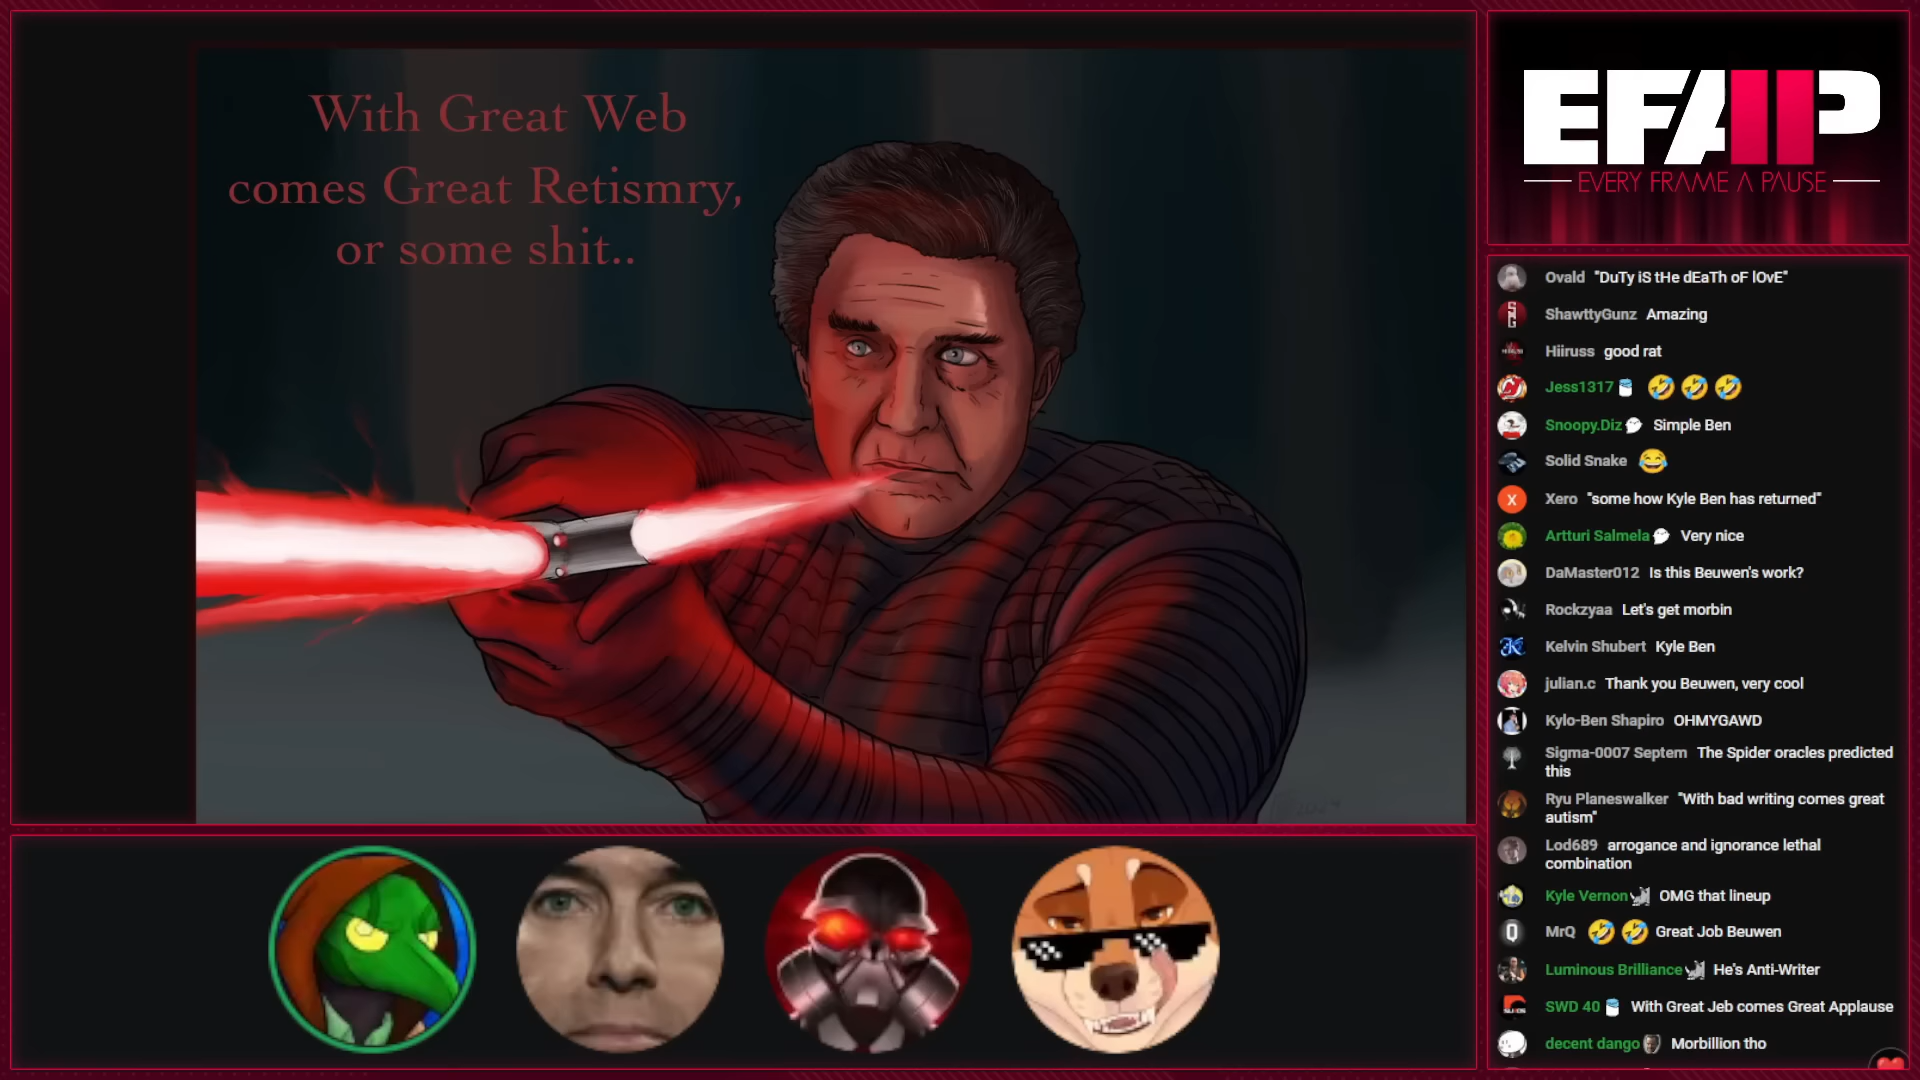 With Great Web
comes Great Retismry,
or some shit..
EFAP
EVERY FRAME A PAUSE
Ovald "DuTy iS tHe dEaTh oF lOvE"
ShawttyGunz Amazing
Hiiruss good rat
Jess1317 🤣 🤣 🤣
Snoopy.Diz Simple Ben
Solid Snake 😂
Xero "some how Kyle Ben has returned"
Artturi Salmela Very nice
DaMaster012 Is this Beuwen's work?
Rockzyaa Let's get morbin
Kelvin Shubert Kyle Ben
julian.c Thank you Beuwen, very cool
Kylo-Ben Shapiro OHMYGAWD
Sigma-0007 Septem The Spider oracles predicted
this
Ryu Planeswalker "With bad writing comes great
autism"
Lod689 arrogance and ignorance lethal
combination
Kyle Vernon OMG that lineup
MrQ 🤣 🤣 Great Job Beuwen
Luminous Brilliance He's Anti-Writer
SWD 40 With Great Jeb comes Great Applause
decent dango Morbillion tho